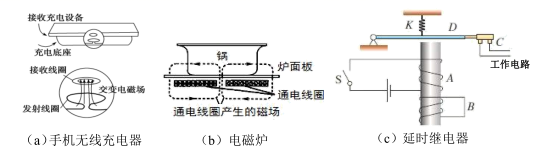 接收充电设备
充电底座
接收线圈
交变电磁场
发射线圈
(a)手机无线充电器
锅
炉面板
通电线圈
通电线圈产生的磁场
(b) 电磁炉
K
D
C
工作电路
S
A
B
(c) 延时继电器